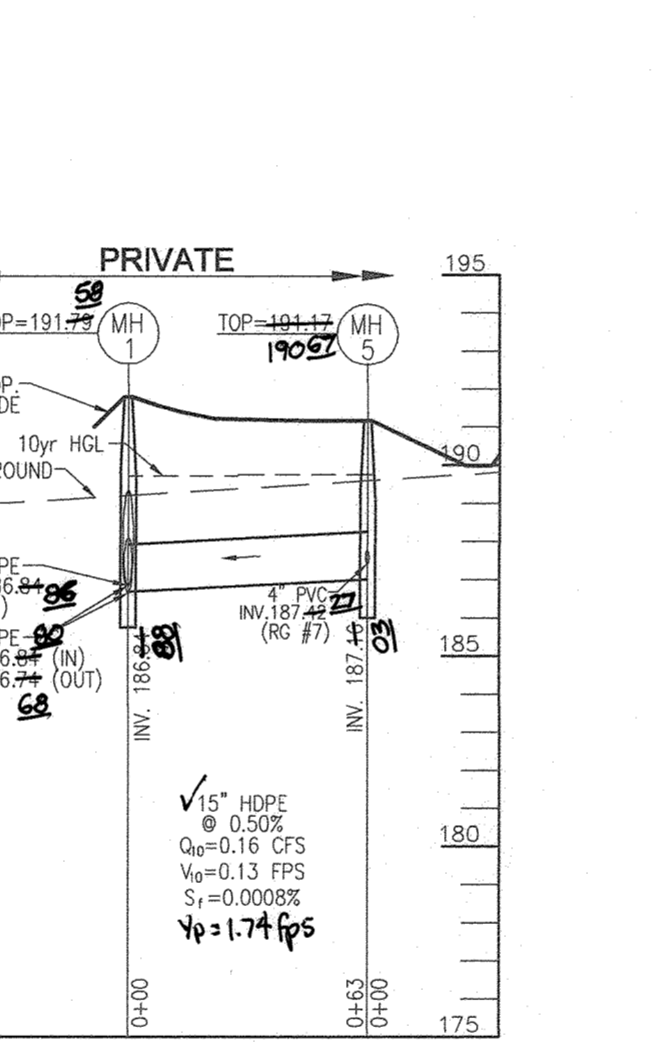 PRIVATE
195
58
OP=191.79
MH
1
TOP=191.17
19067
MH
5
OP.
DE
10yr HGL
ROUND
190
PE
86.84
86
PE
80
6.84 (IN)
6.74 (OUT)
68
4" PVC
INV.187.42
27
(RG #7)
INV. 186.
88
INV. 187.
03
185
✓15" HDPE
@ 0.50%
Q10=0.16 CFS
V10=0.13 FPS
Sf=0.0008%
Vp=1.74 fps
180
0+00
0+63
0+00
175